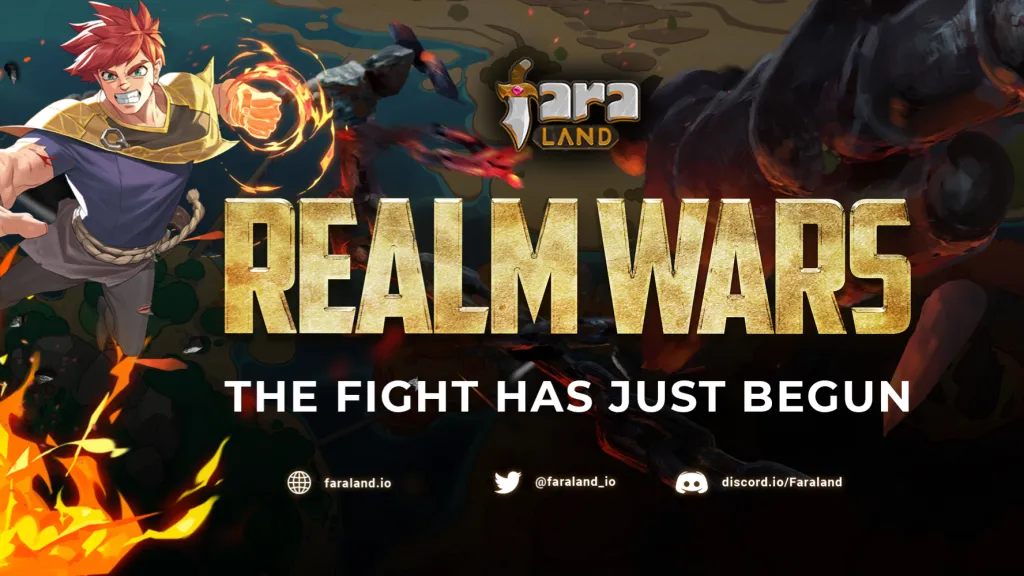 fara
LAND
REALM WARS
THE FIGHT HAS JUST BEGUN
faraland.io
@faraland_io
discord.io/Faraland